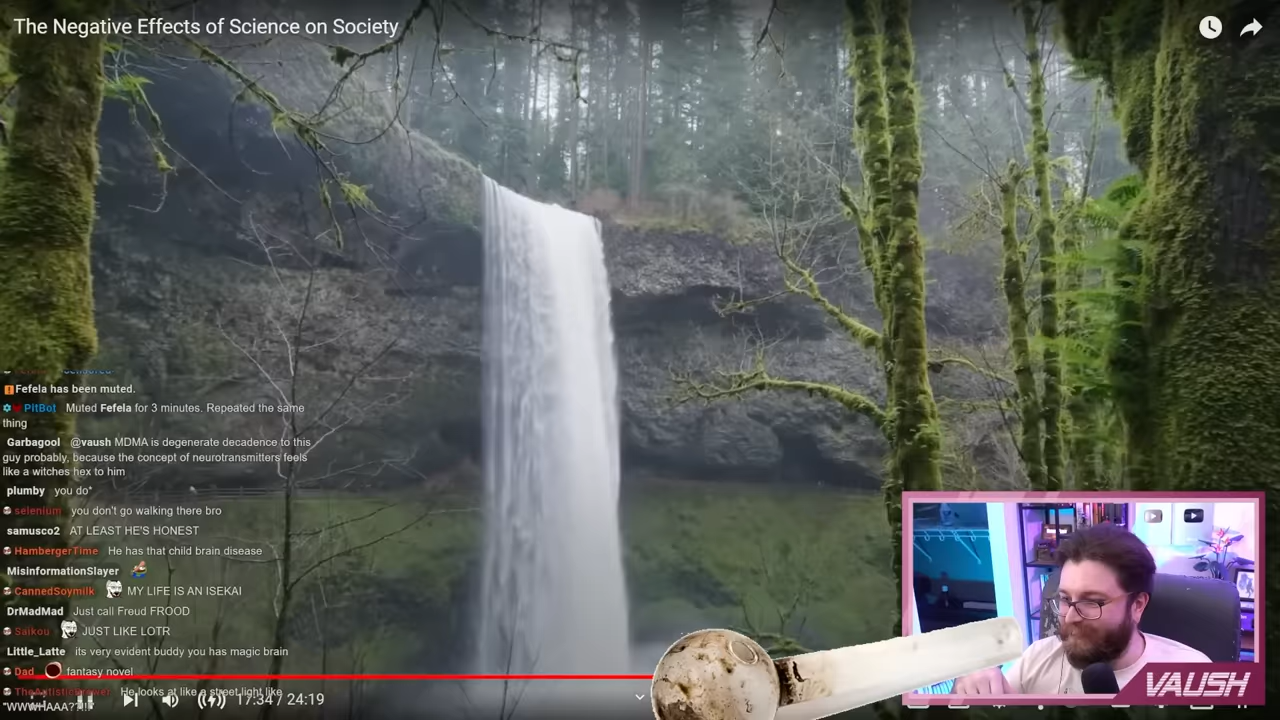 The Negative Effects of Science on Society
Fefela has been muted.
PitBot Muted Fefela for 3 minutes. Repeated the same
thing
Garbagool @vaush MDMA is degenerate decadence to this
guy probably, because the concept of neurotransmitters feels
like a witches hex to him
plumby you do*
selenium you don't go walking there bro
samusco2 AT LEAST HE'S HONEST
HambergerTime He has that child brain disease
MisinformationSlayer
CannedSoymilk MY LIFE IS AN ISEKAI
DrMadMad Just call Freud FROOD
Saikou JUST LIKE LOTR
Little_Latte its very evident buddy you has magic brain
Dad fantasy novel
He looks at like a street light like
17:34 / 24:19
VAUSH